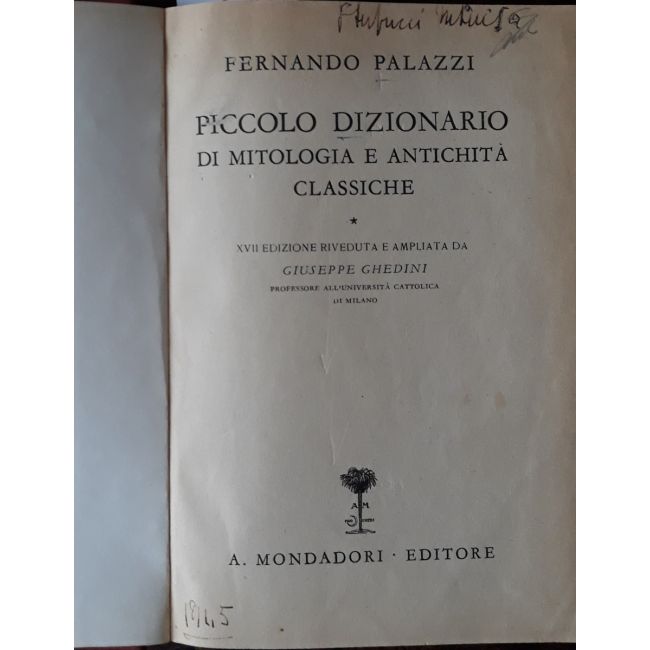 FERNANDO PALAZZI
PICCOLO DIZIONARIO
DI MITOLOGIA E ANTICHITÀ
CLASSICHE
*
XVII EDIZIONE RIVEDUTA E AMPLIATA DA
GIUSEPPE GHEDINI
PROFESSORE ALL'UNIVERSITÀ CATTOLICA
DI MILANO
A M
A. MONDADORI · EDITORE